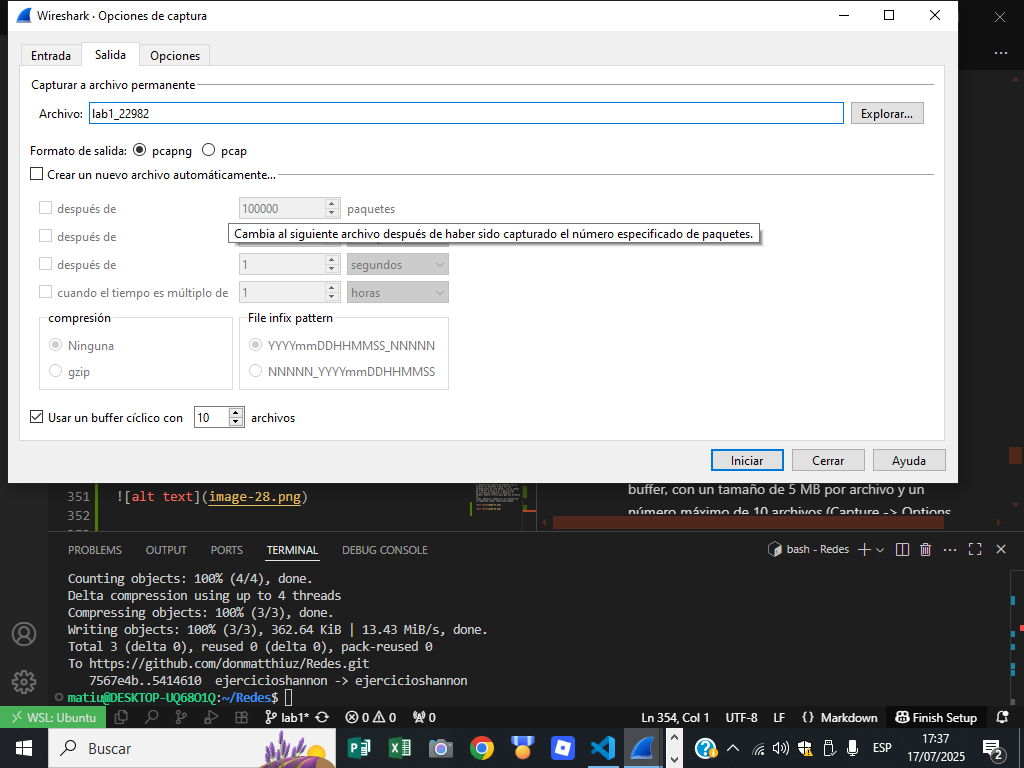 Wireshark · Opciones de captura
Entrada
Salida
Opciones
Capturar a archivo permanente
Archivo: lab1_22982 Explorar...
Formato de salida: pcapng pcap
Crear un nuevo archivo automáticamente...
después de 100000 paquetes
después de
Cambia al siguiente archivo después de haber sido capturado el número especificado de paquetes.
después de 1 segundos
cuando el tiempo es múltiplo de 1 horas
compresión
Ninguna
gzip
File infix pattern
YYYYmmDDHHMMSS_NNNNN
NNNNN_YYYYmmDDHHMMSS
Usar un buffer cíclico con 10 archivos
Iniciar Cerrar Ayuda
351 ![alt text](image-28.png)
352
buffer, con un tamaño de 5 MB por archivo y un
número máximo de 10 archivos (Capture -> Options
PROBLEMS OUTPUT PORTS TERMINAL DEBUG CONSOLE bash - Redes
Counting objects: 100% (4/4), done.
Delta compression using up to 4 threads
Compressing objects: 100% (3/3), done.
Writing objects: 100% (3/3), 362.64 KiB | 13.43 MiB/s, done.
Total 3 (delta 0), reused 0 (delta 0), pack-reused 0
To https://github.com/donmatthiuz/Redes.git
7567e4b..5414610 ejercicioshannon -> ejercicioshannon
matiu@DESKTOP-UQ68O1Q:~/Redes$
WSL: Ubuntu lab1* 0 0 0 Ln 354, Col 1 UTF-8 LF {} Markdown Finish Setup
Buscar ESP 17:37
17/07/2025 2